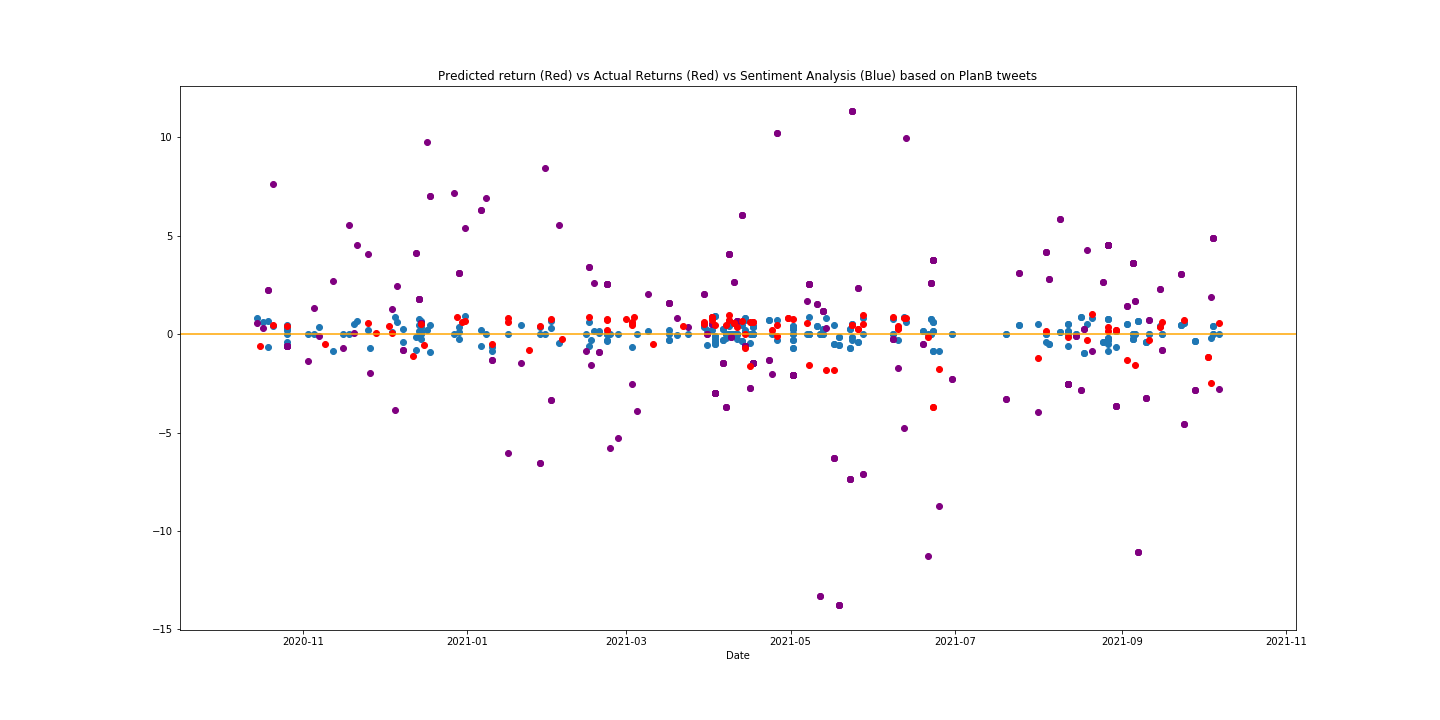 Predicted return (Red) vs Actual Returns (Red) vs Sentiment Analysis (Blue) based on PlanB tweets
10
5
0
−5
−10
−15
2020-11 2021-01 2021-03 2021-05 2021-07 2021-09 2021-11
Date